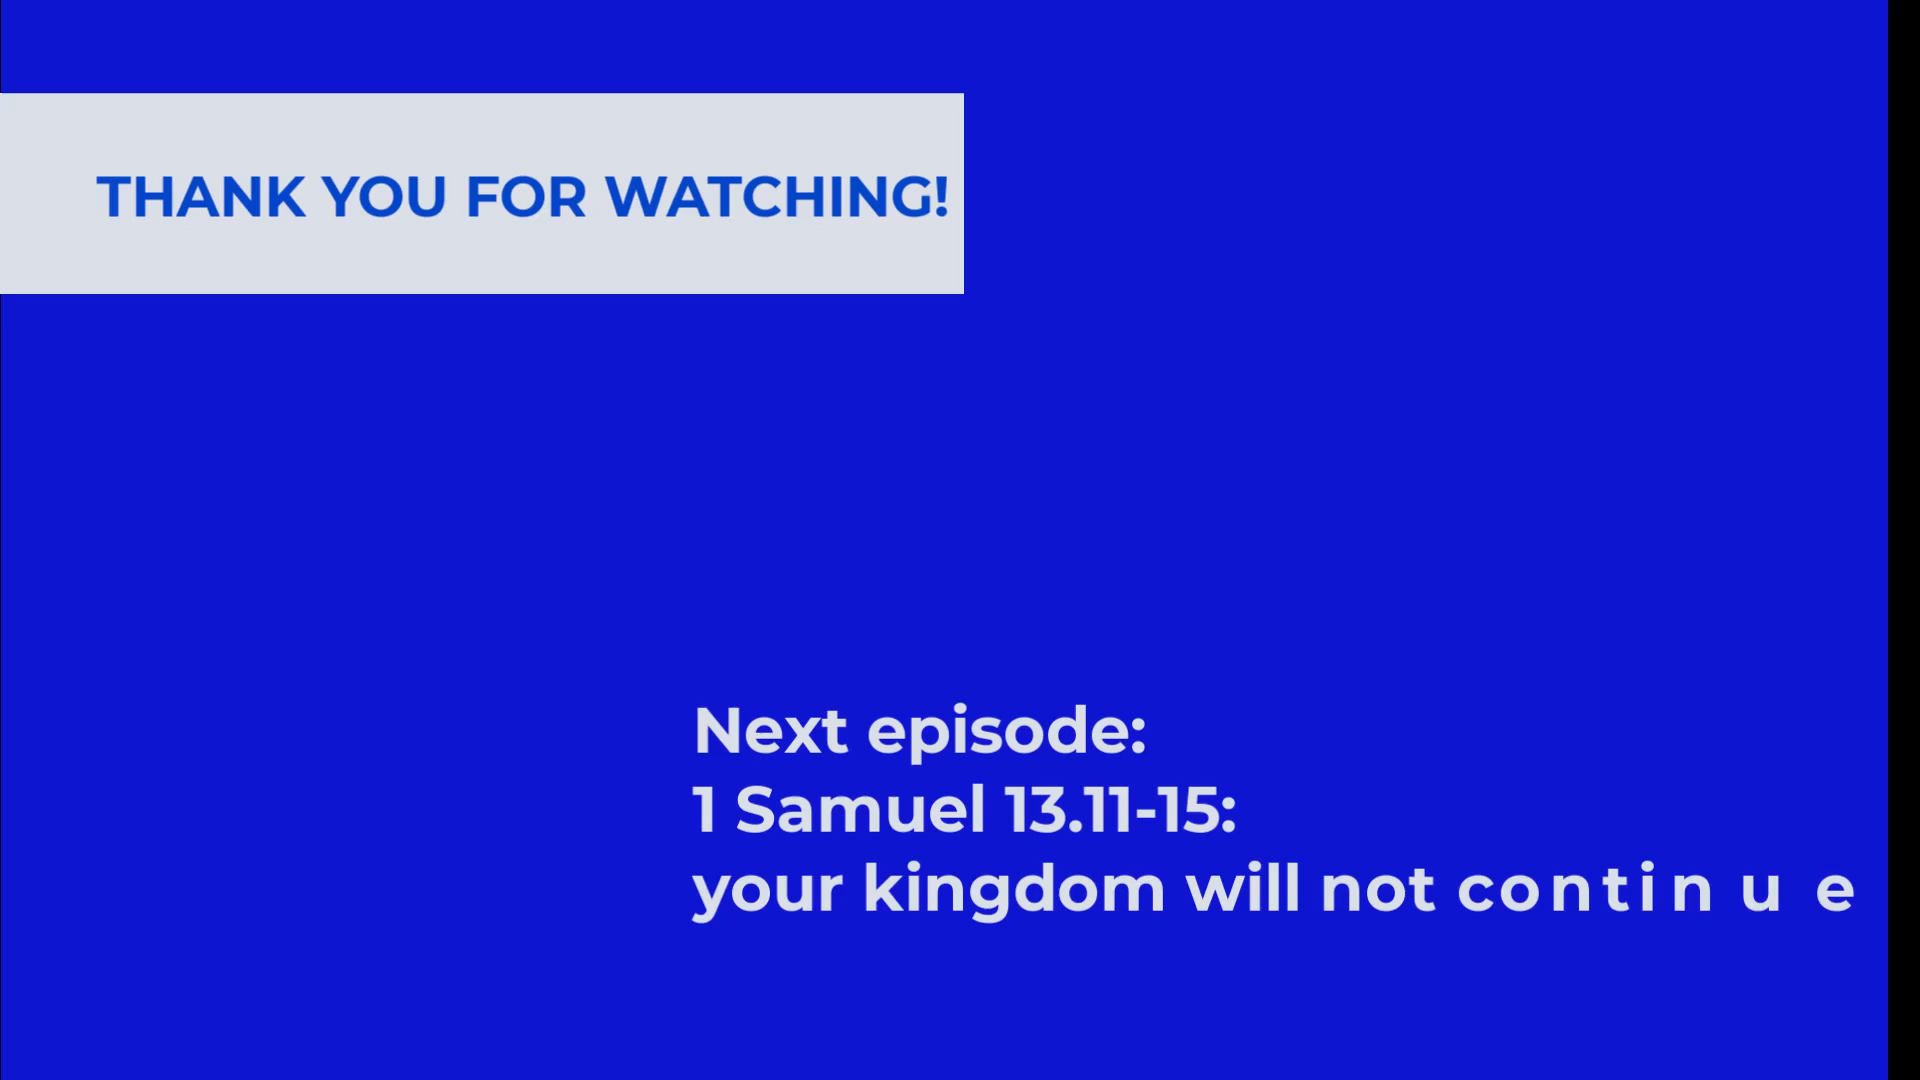 THANK YOU FOR WATCHING!
Next episode:
1 Samuel 13.11-15:
your kingdom will not continue